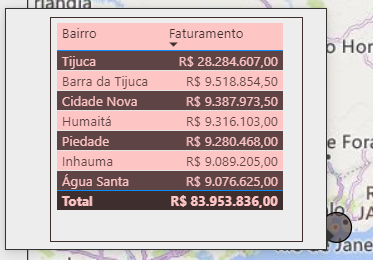 rlândia
Bairro Faturamento
Tijuca R$ 28.284.607,00
Barra da Tijuca R$ 9.518.854,50
Cidade Nova R$ 9.387.973,50
Humaitá R$ 9.316.103,00
Piedade R$ 9.280.468,00
Inhauma R$ 9.089.205,00
Água Santa R$ 9.076.625,00
Total R$ 83.953.836,00
o Hor
e Fora
RI
JA
de Jane